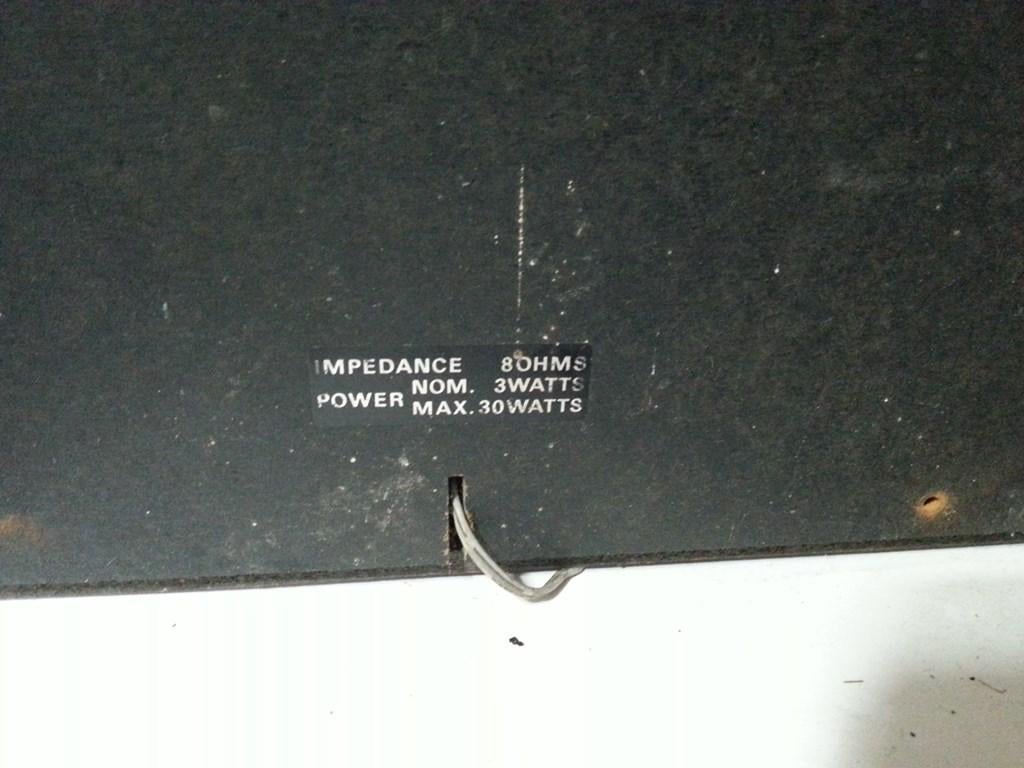 IMPEDANCE 8OHMS
POWER NOM. 3WATTS
MAX. 30WATTS